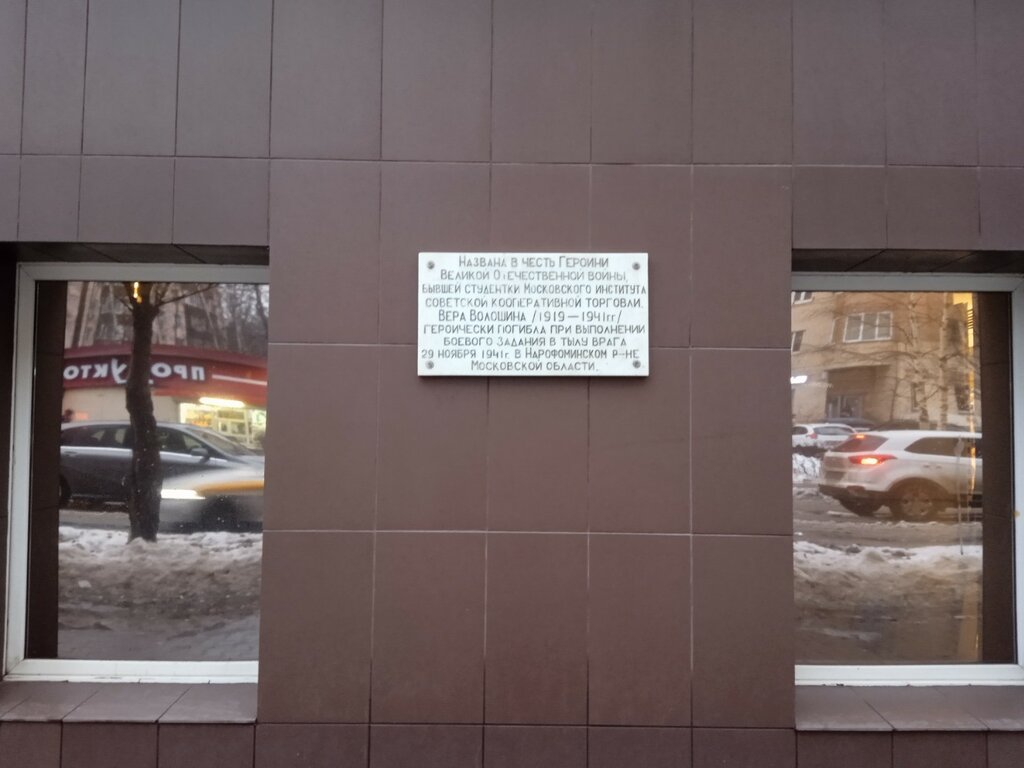 Названа в честь Героини
Великой Отечественной войны,
бывшей студентки Московского института
советской кооперативной торговли.
Вера Волошина /1919—1941гг/
героически погибла при выполнении
боевого задания в тылу врага
29 ноября 1941г. в Нарофоминском р-не
Московской области.
продукто